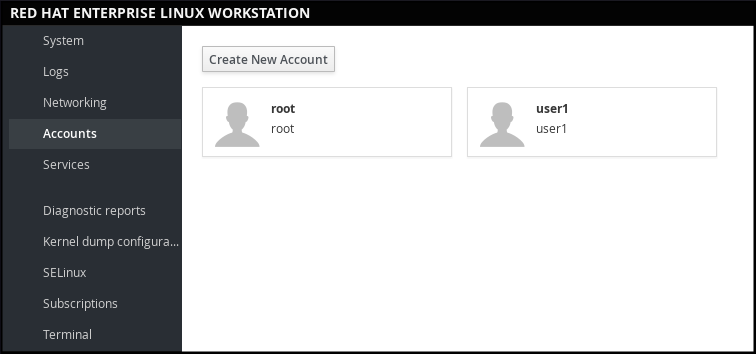 RED HAT ENTERPRISE LINUX WORKSTATION
System
Logs
Networking
Accounts
Services
Diagnostic reports
Kernel dump configura...
SELinux
Subscriptions
Terminal
Create New Account
root
root
user1
user1